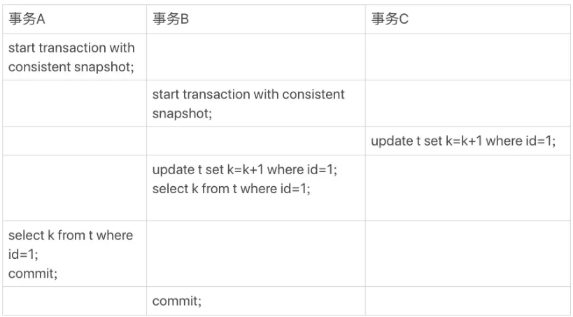 事务A
事务B
事务C
start transaction with
consistent snapshot;
start transaction with consistent
snapshot;
update t set k=k+1 where id=1;
update t set k=k+1 where id=1;
select k from t where id=1;
select k from t where
id=1;
commit;
commit;